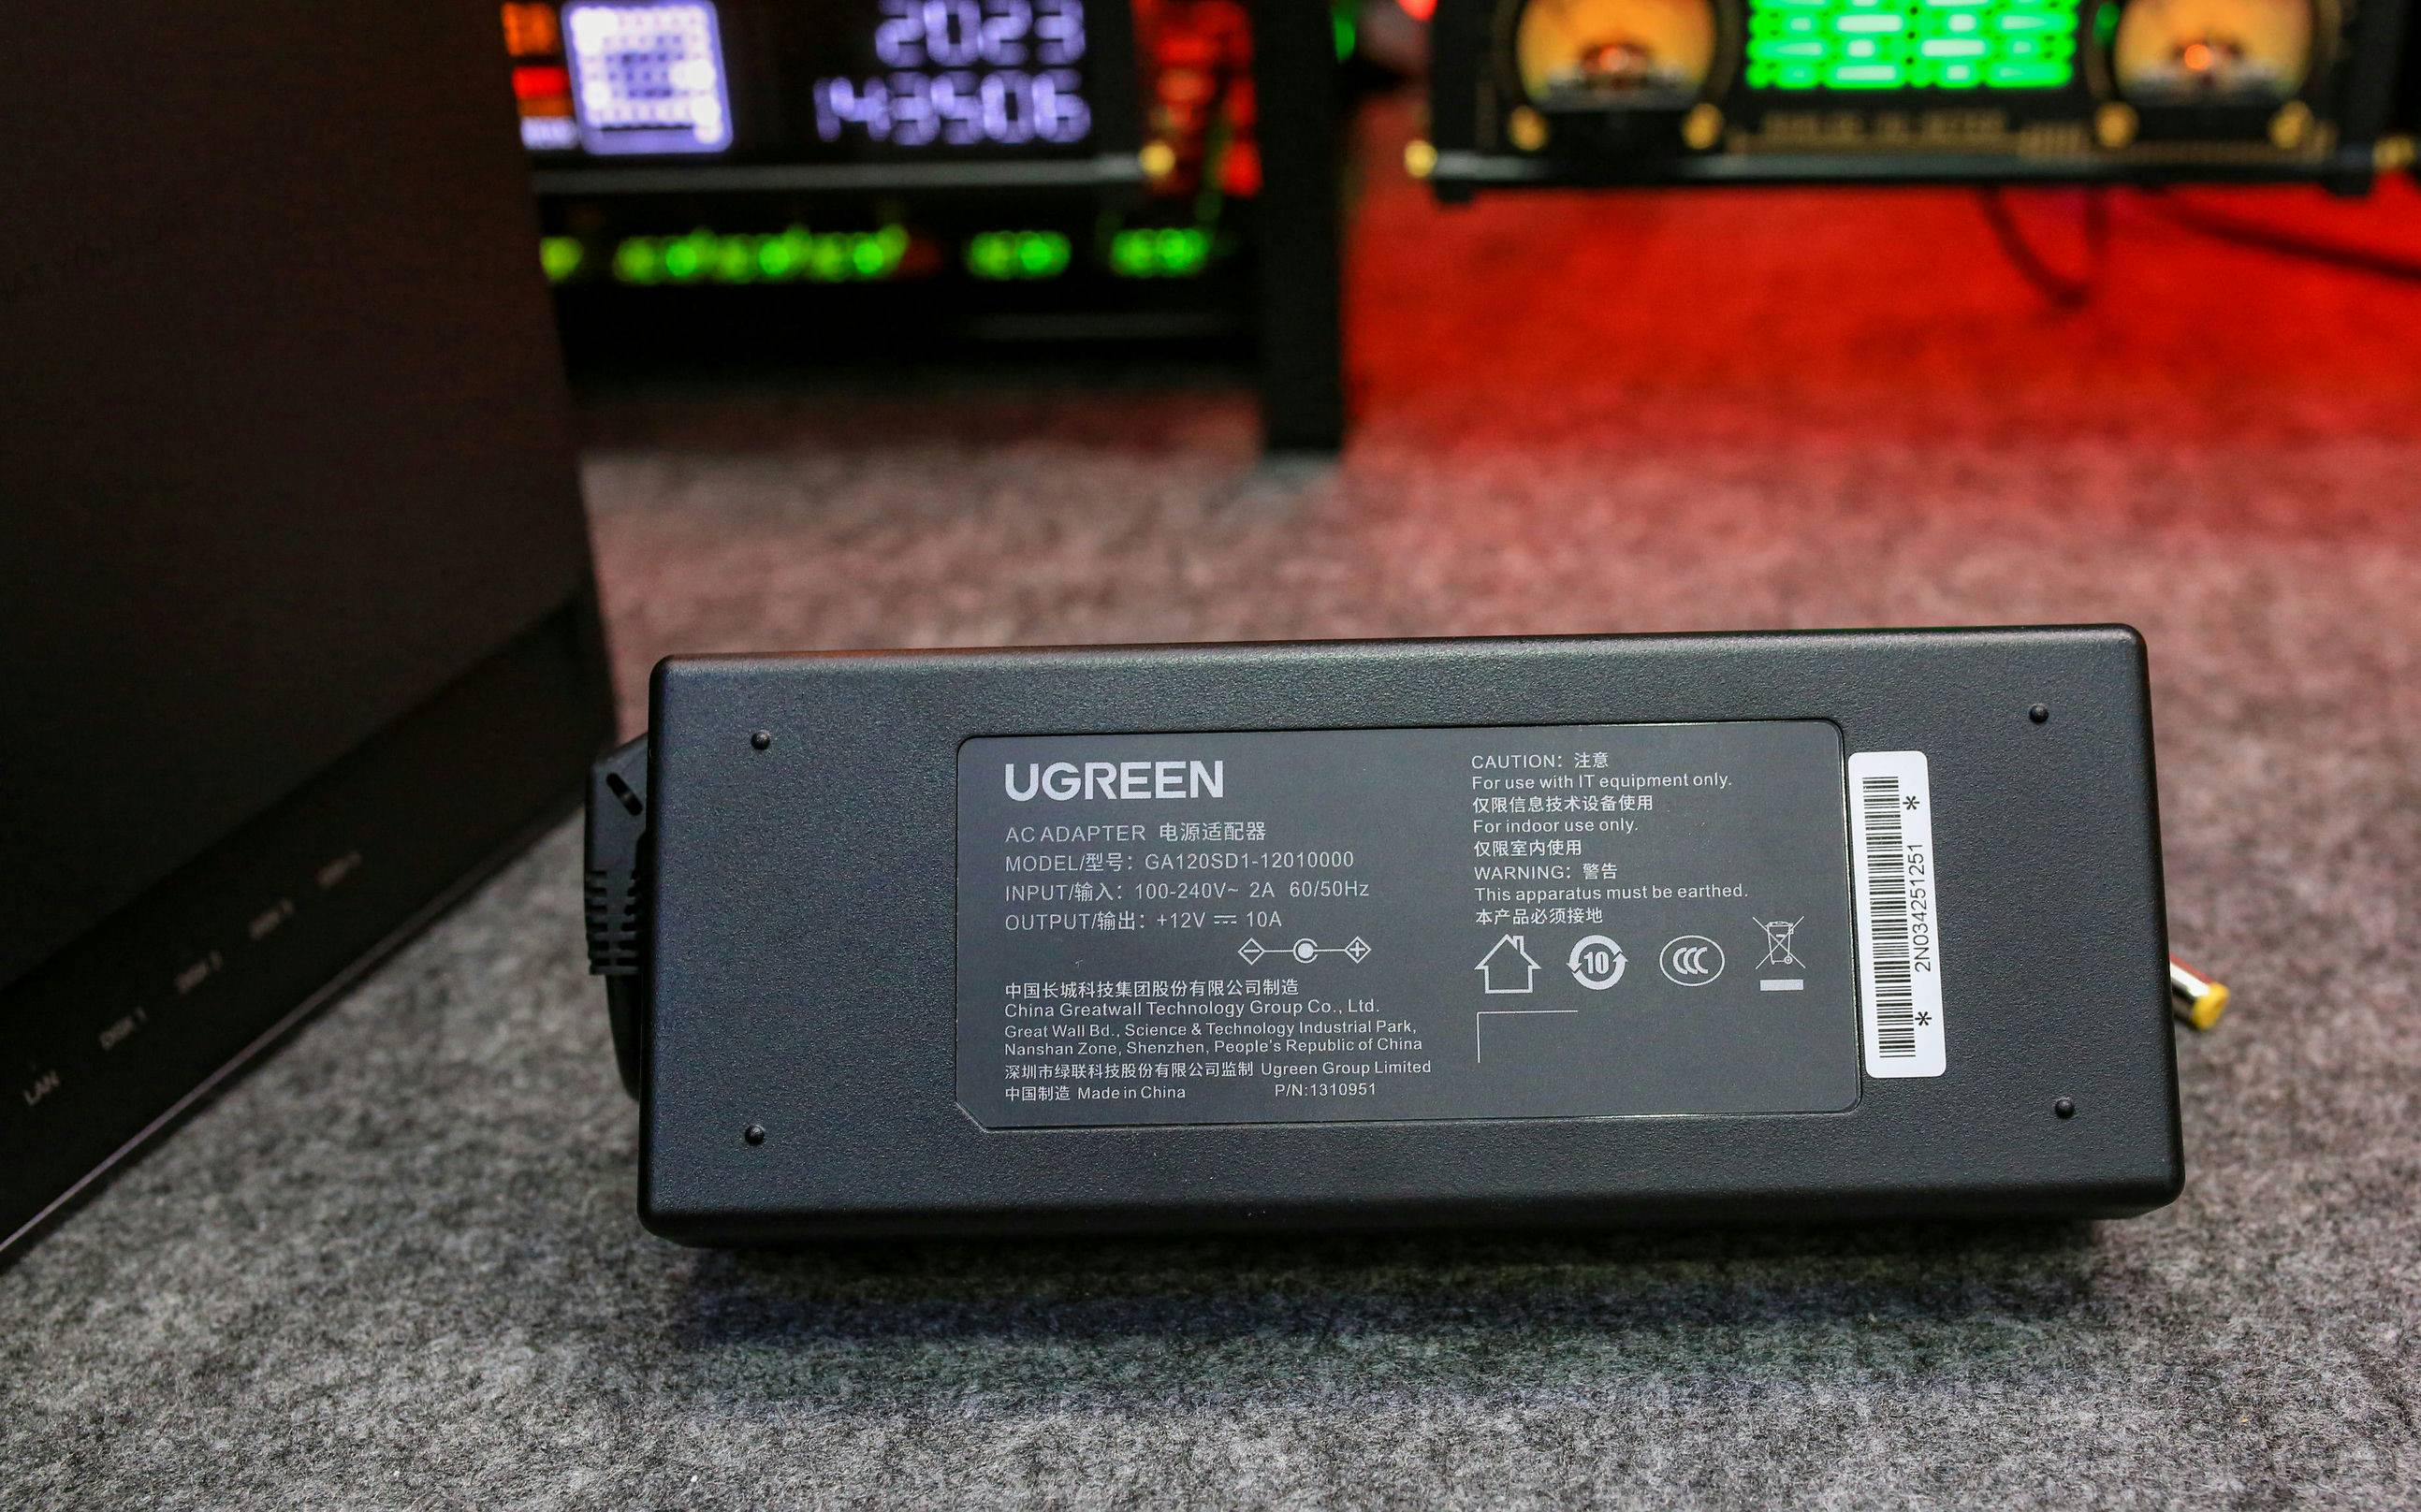 2023
143506
UGREEN
AC ADAPTER 电源适配器
MODEL/型号: GA120SD1-12010000
INPUT/输入: 100-240V~ 2A 60/50Hz
OUTPUT/输出: +12V ⎓ 10A
中国长城科技集团股份有限公司制造
China Greatwall Technology Group Co., Ltd.
Great Wall Bd., Science & Technology Industrial Park,
Nanshan Zone, Shenzhen, People's Republic of China
深圳市绿联科技股份有限公司监制 Ugreen Group Limited
中国制造 Made in China P/N:1310951
CAUTION: 注意
For use with IT equipment only.
仅限信息技术设备使用
For indoor use only.
仅限室内使用
WARNING: 警告
This apparatus must be earthed.
本产品必须接地
10
CCC
* 2N034251251 *
LAN
DISK 1